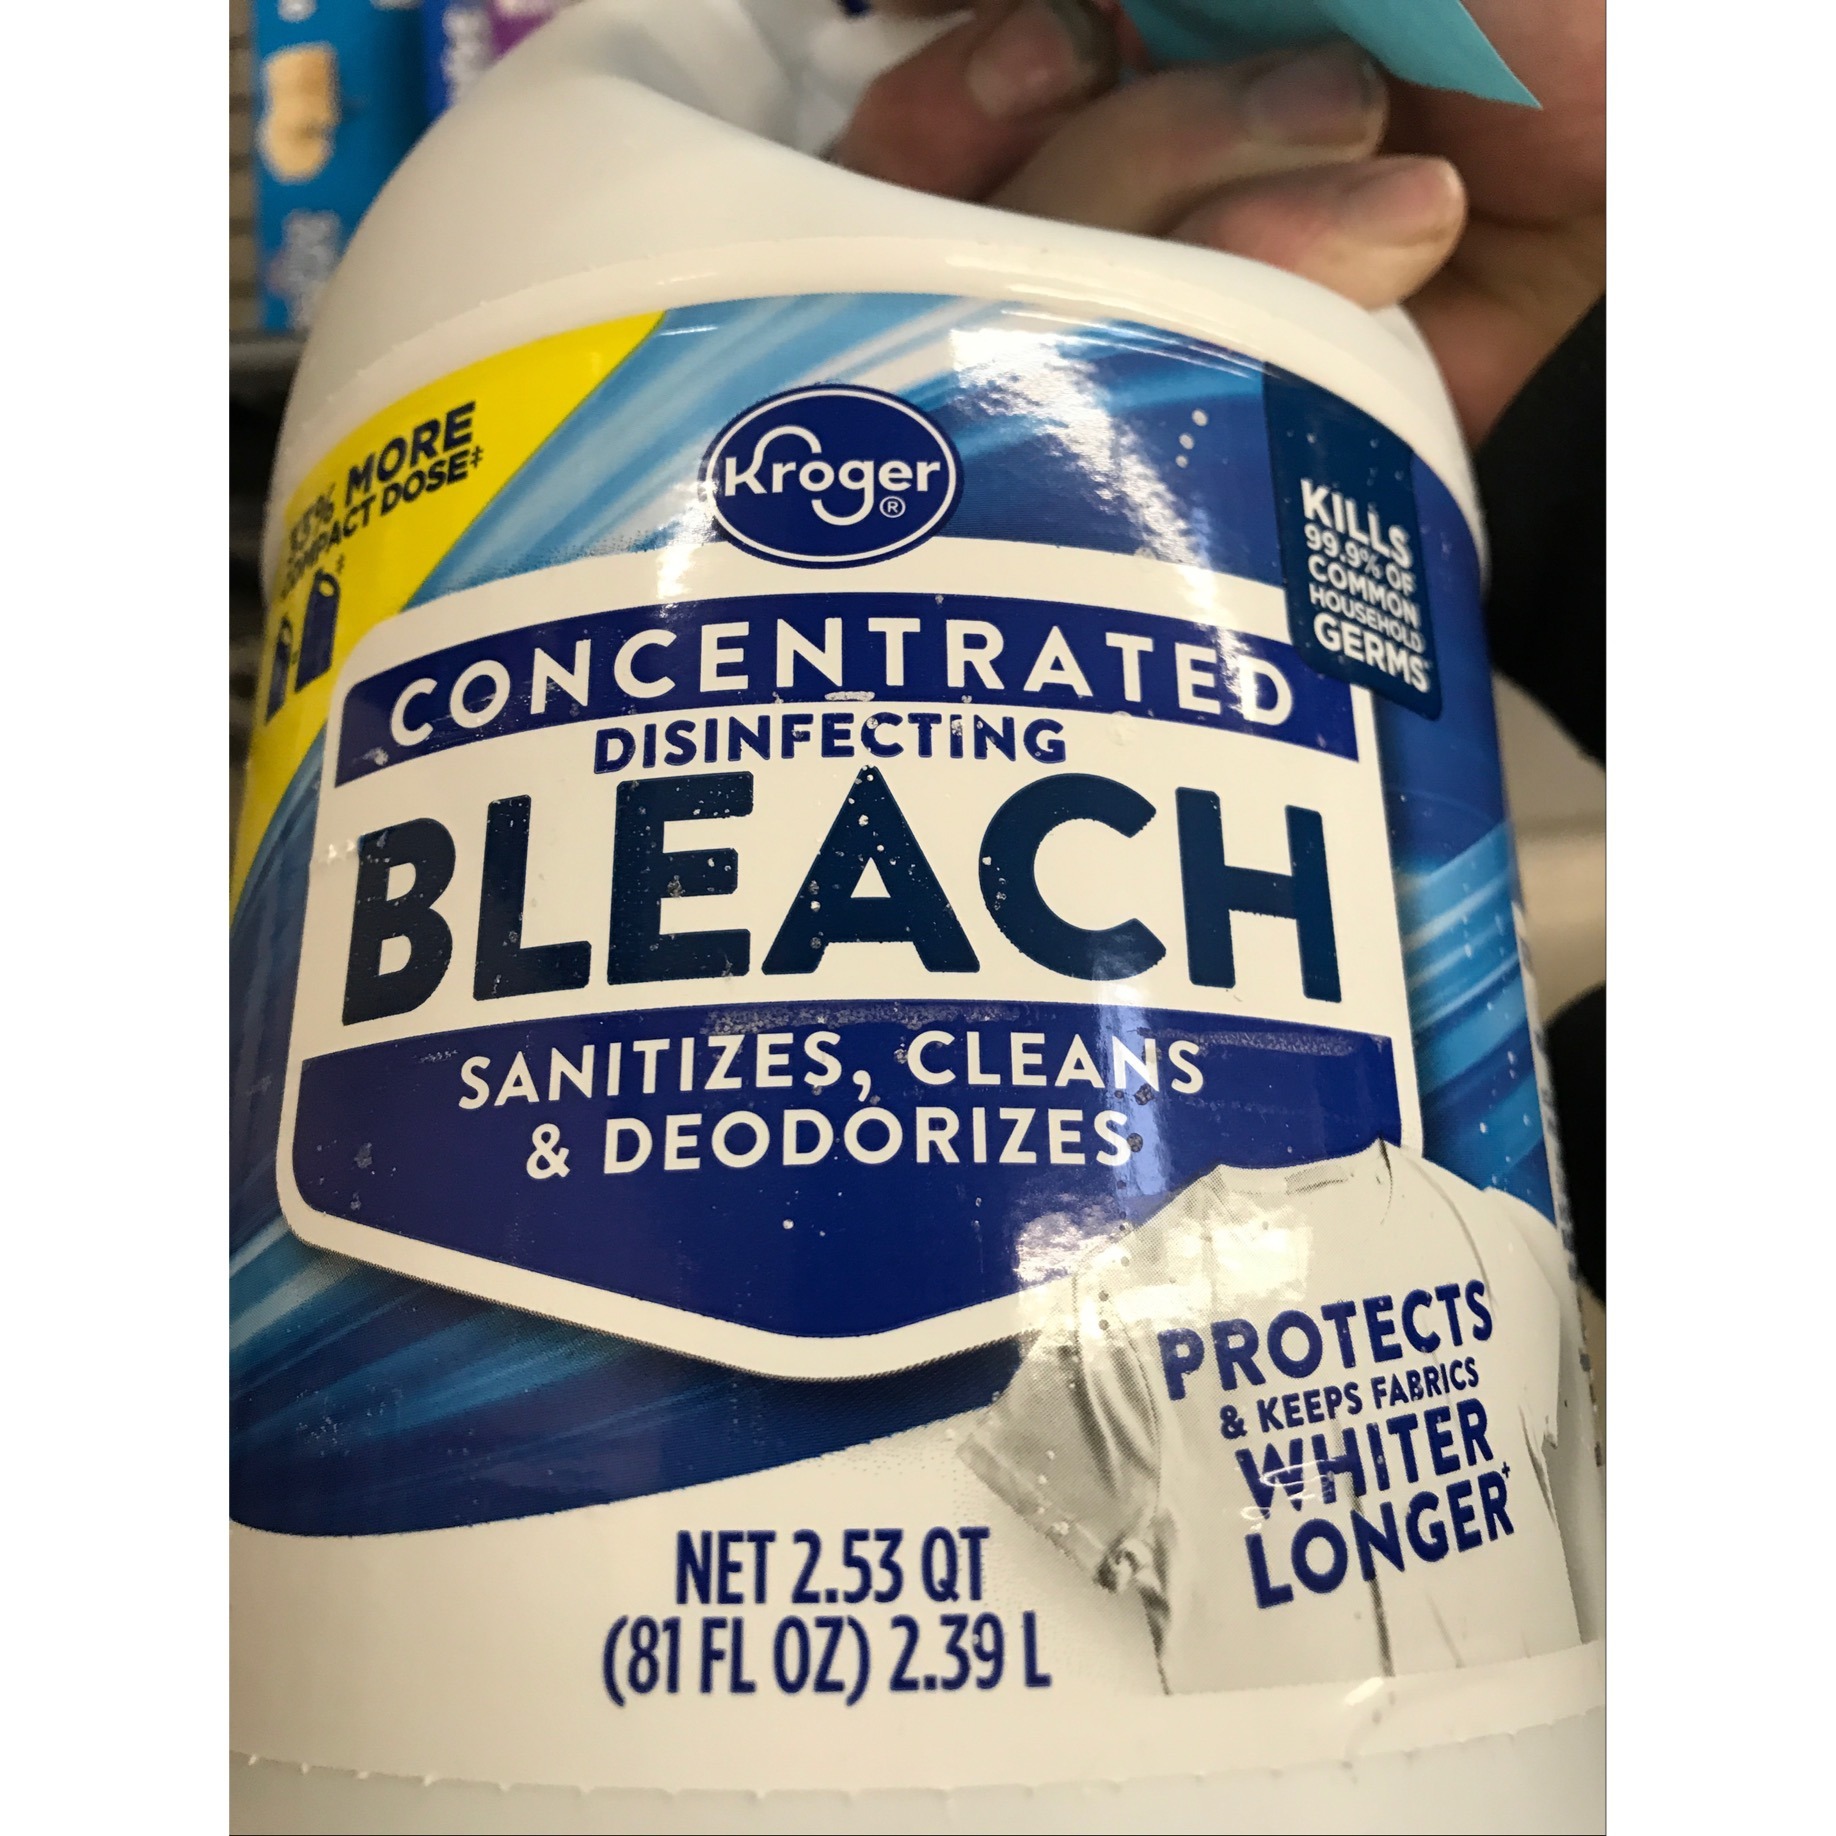 Kroger®
33% MORE
COMPACT DOSE‡
KILLS
99.9% OF
COMMON
HOUSEHOLD
GERMS*
CONCENTRATED
DISINFECTING
BLEACH
SANITIZES, CLEANS
& DEODORIZES
PROTECTS
& KEEPS FABRICS
WHITER
LONGER†
NET 2.53 QT
(81 FL OZ) 2.39 L